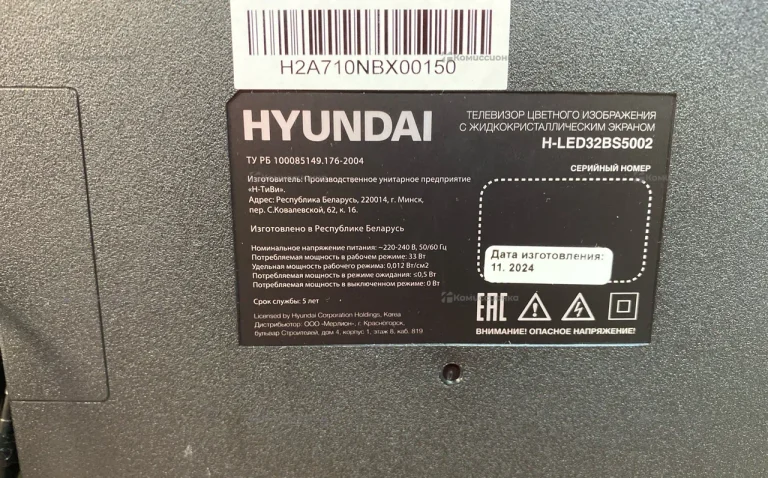 Комиссион
H2A710NBX00150
HYUNDAI
ТЕЛЕВИЗОР ЦВЕТНОГО ИЗОБРАЖЕНИЯ
С ЖИДКОКРИСТАЛЛИЧЕСКИМ ЭКРАНОМ
H-LED32BS5002
ТУ РБ 100085149.176-2004
СЕРИЙНЫЙ НОМЕР
Изготовитель: Производственное унитарное предприятие
«Н-ТиВи».
Адрес: Республика Беларусь, 220014, г. Минск,
пер. С.Ковалевской, 62, к. 16.
Изготовлено в Республике Беларусь
Номинальное напряжение питания: ~220-240 В, 50/60 Гц
Потребляемая мощность в рабочем режиме: 33 Вт
Удельная мощность рабочего режима: 0,012 Вт/см2
Потребляемая мощность в режиме ожидания: ≤0,5 Вт
Потребляемая мощность в выключенном режиме: 0 Вт
Срок службы: 5 лет
Licensed by Hyundai Corporation Holdings, Korea
Дистрибьютор: ООО «Мерлион», г. Красногорск,
бульвар Строителей, дом 4, корпус 1, этаж 8, каб. 819
Дата изготовления:
11. 2024
Комиссионка
EAC
ВНИМАНИЕ! ОПАСНОЕ НАПРЯЖЕНИЕ!